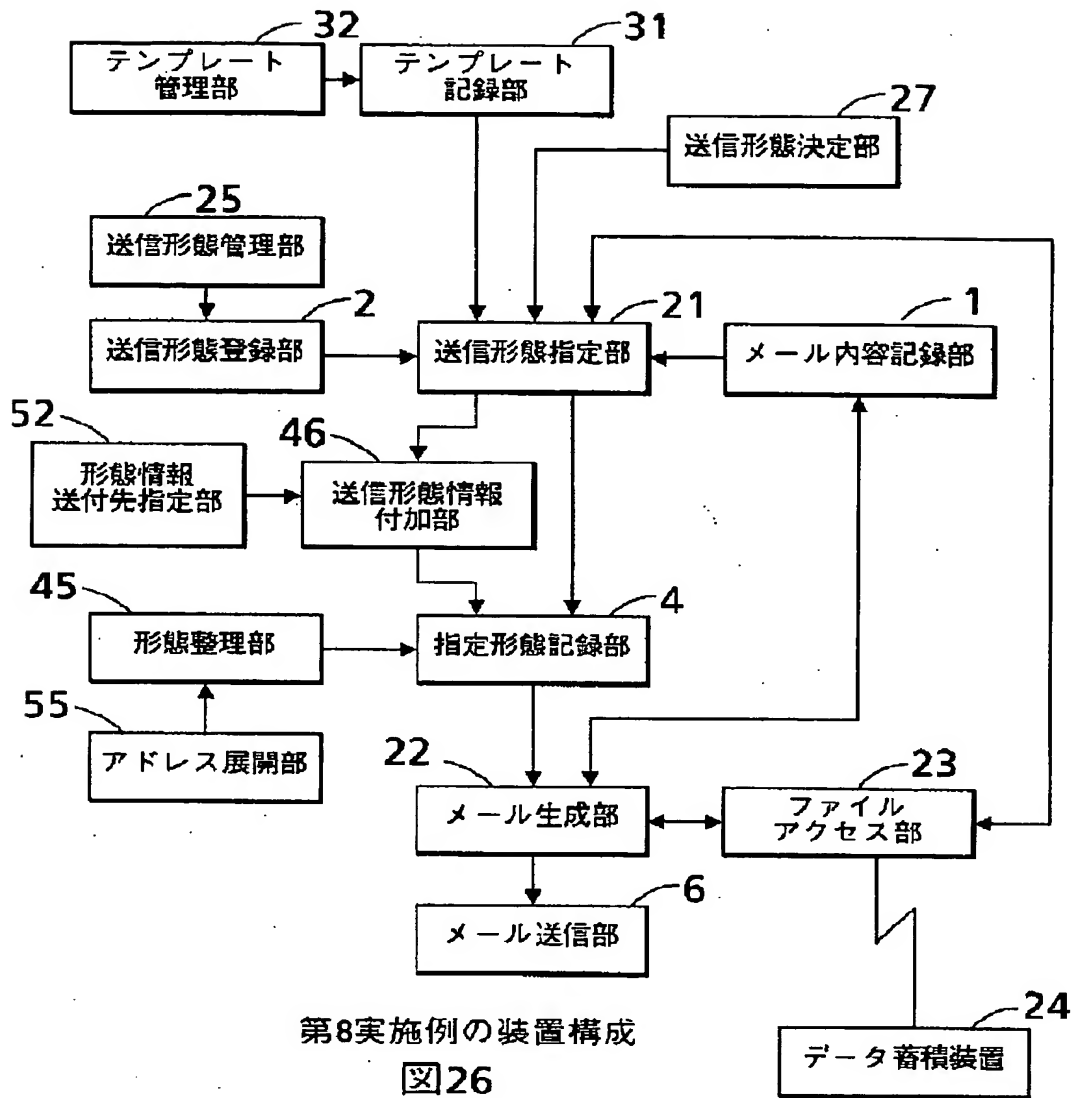 32
テンプレート
管理部
31
テンプレート
記録部
27
送信形態決定部
25
送信形態管理部
2
送信形態登録部
21
送信形態指定部
1
メール内容記録部
52
形態情報
送付先指定部
46
送信形態情報
付加部
45
形態整理部
4
指定形態記録部
55
アドレス展開部
22
メール生成部
23
ファイル
アクセス部
6
メール送信部
24
データ蓄積装置
第8実施例の装置構成
図26